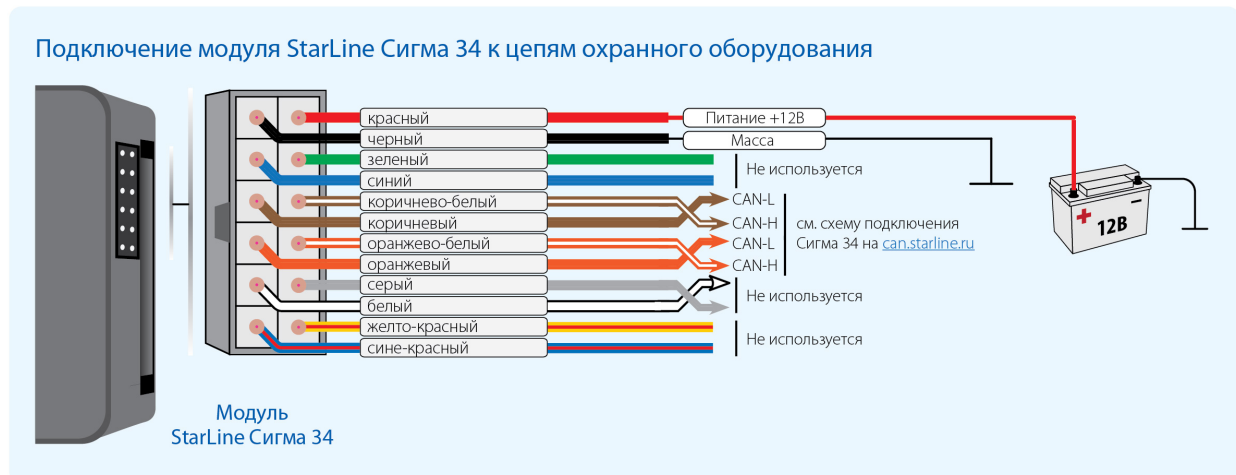 Подключение модуля StarLine Сигма 34 к цепям охранного оборудования
красный
Питание +12В
черный
Масса
зеленый
Не используется
синий
коричнево-белый
CAN-L
коричневый
CAN-H
см. схему подключения
оранжево-белый
CAN-L
Сигма 34 на can.starline.ru
оранжевый
CAN-H
серый
Не используется
белый
желто-красный
Не используется
сине-красный
12В
Модуль
StarLine Сигма 34